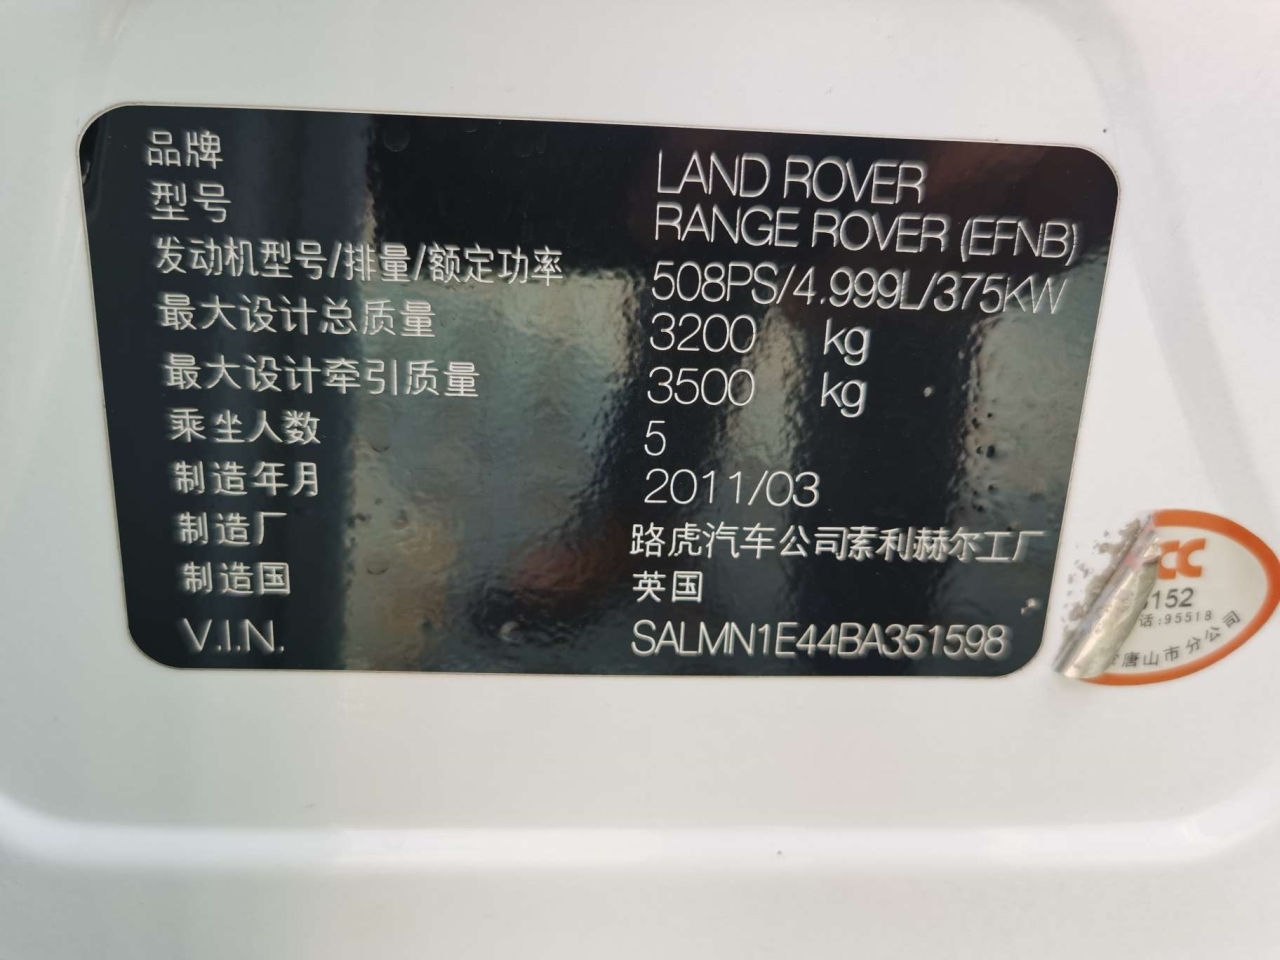 品牌 LAND ROVER
型号 RANGE ROVER (EFNB)
发动机型号/排量/额定功率 508PS/4.999L/375KW
最大设计总质量 3200 kg
最大设计牵引质量 3500 kg
乘坐人数 5
制造年月 2011/03
制造厂 路虎汽车公司索利赫尔工厂
制造国 英国
V.I.N. SALMN1E44BA351598
CC
152
话:95518
唐山市分公司